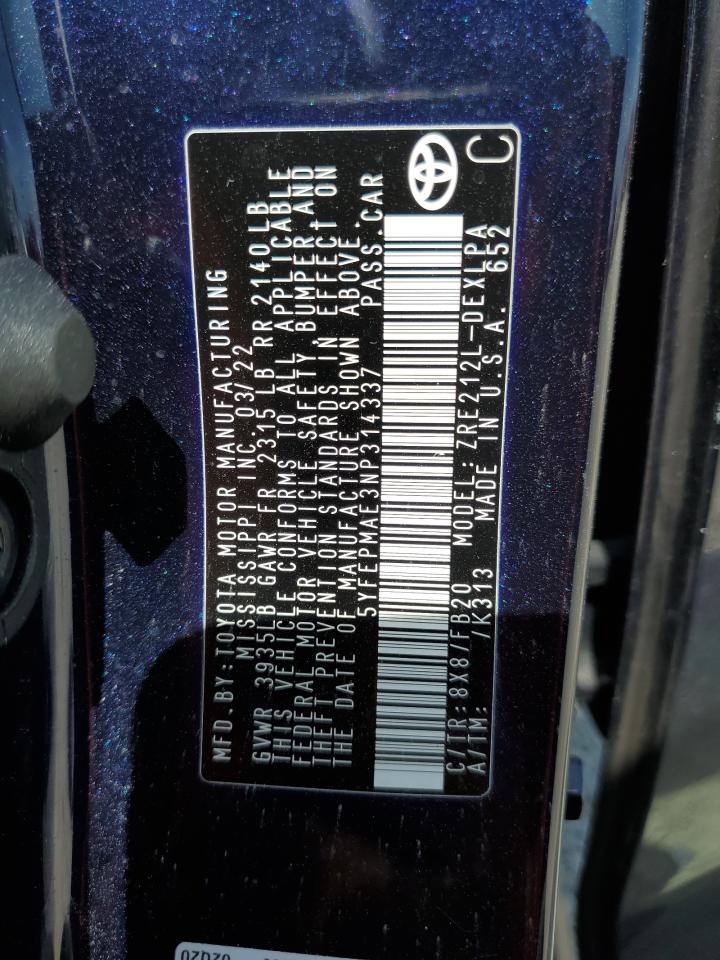 MFD.BY:TOYOTA MOTOR MANUFACTURING
MISSISSIPPI INC. 03/22
GVWR 3935LB GAWR FR 2315 LB RR 2140 LB
THIS VEHICLE CONFORMS TO ALL APPLICABLE
FEDERAL MOTOR VEHICLE SAFETY, BUMPER, AND
THEFT PREVENTION STANDARDS IN EFFECT ON
THE DATE OF MANUFACTURE SHOWN ABOVE.
5YFEPMAE3NP314337 PASS.CAR
C/TR:8X8/FB20 MODEL:ZRE212L-DEXLPA
A/TM: /K313 MADE IN U.S.A. 652
C